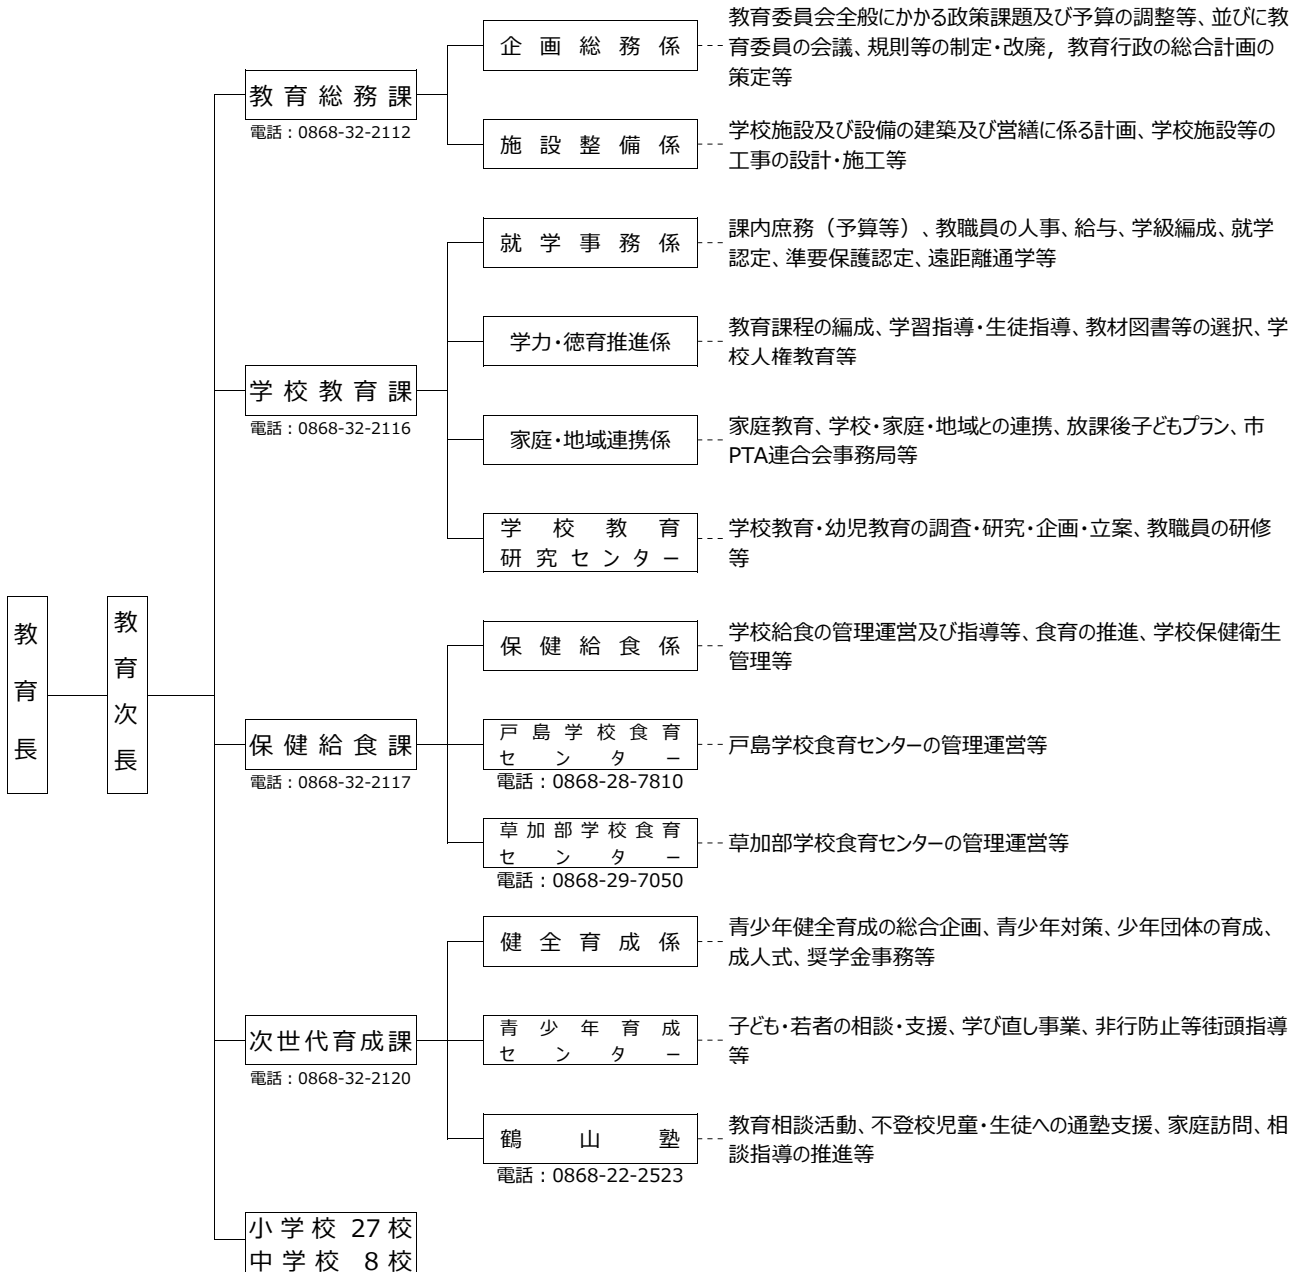 教育長
教育次長
教育総務課
電話：0868-32-2112
企画総務係
教育委員会全般にかかる政策課題及び予算の調整等、並びに教
育委員の会議、規則等の制定・改廃，教育行政の総合計画の
策定等
施設整備係
学校施設及び設備の建築及び営繕に係る計画、学校施設等の
工事の設計・施工等
学校教育課
電話：0868-32-2116
就学事務係
課内庶務（予算等）、教職員の人事、給与、学級編成、就学
認定、準要保護認定、遠距離通学等
学力・徳育推進係
教育課程の編成、学習指導・生徒指導、教材図書等の選択、学
校人権教育等
家庭・地域連携係
家庭教育、学校・家庭・地域との連携、放課後子どもプラン、市
PTA連合会事務局等
学校教育
研究センター
学校教育・幼児教育の調査・研究・企画・立案、教職員の研修
等
保健給食課
電話：0868-32-2117
保健給食係
学校給食の管理運営及び指導等、食育の推進、学校保健衛生
管理等
戸島学校食育
センター
電話：0868-28-7810
戸島学校食育センターの管理運営等
草加部学校食育
センター
電話：0868-29-7050
草加部学校食育センターの管理運営等
次世代育成課
電話：0868-32-2120
健全育成係
青少年健全育成の総合企画、青少年対策、少年団体の育成、
成人式、奨学金事務等
青少年育成
センター
子ども・若者の相談・支援、学び直し事業、非行防止等街頭指導
等
鶴山塾
電話：0868-22-2523
教育相談活動、不登校児童・生徒への通塾支援、家庭訪問、相
談指導の推進等
小学校 27校
中学校 8校